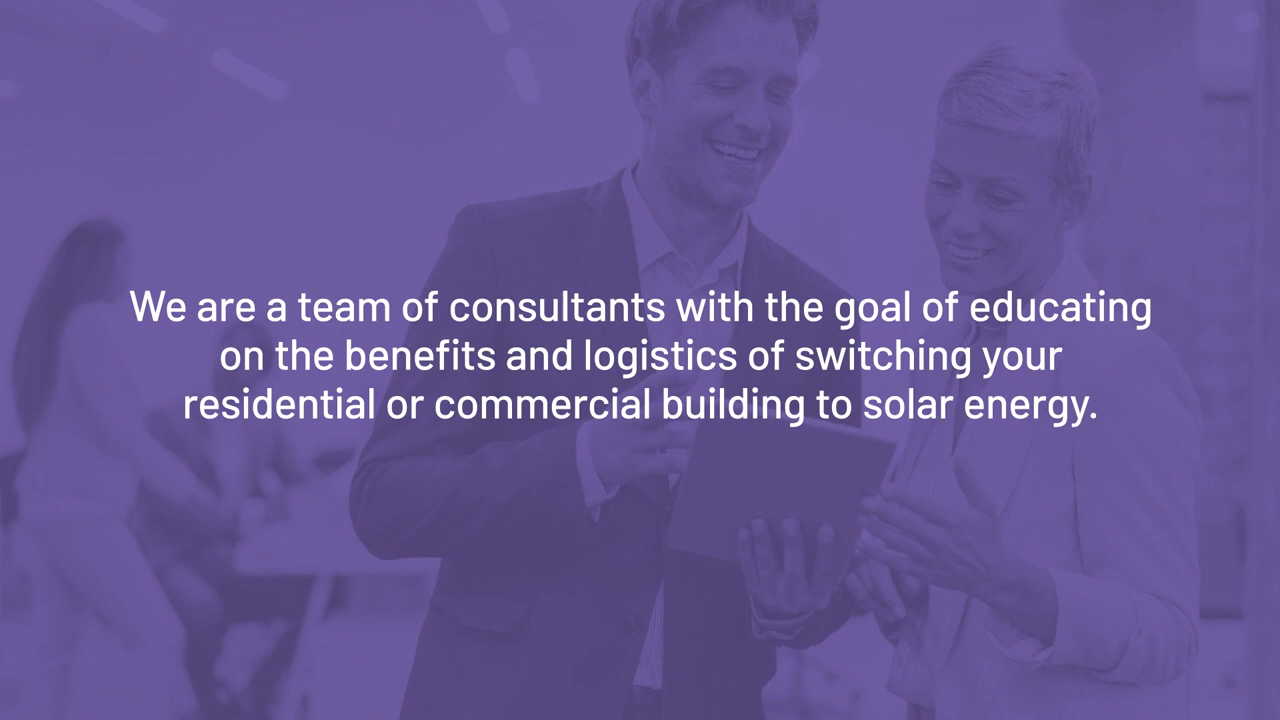 We are a team of consultants with the goal of educating
on the benefits and logistics of switching your
residential or commercial building to solar energy.